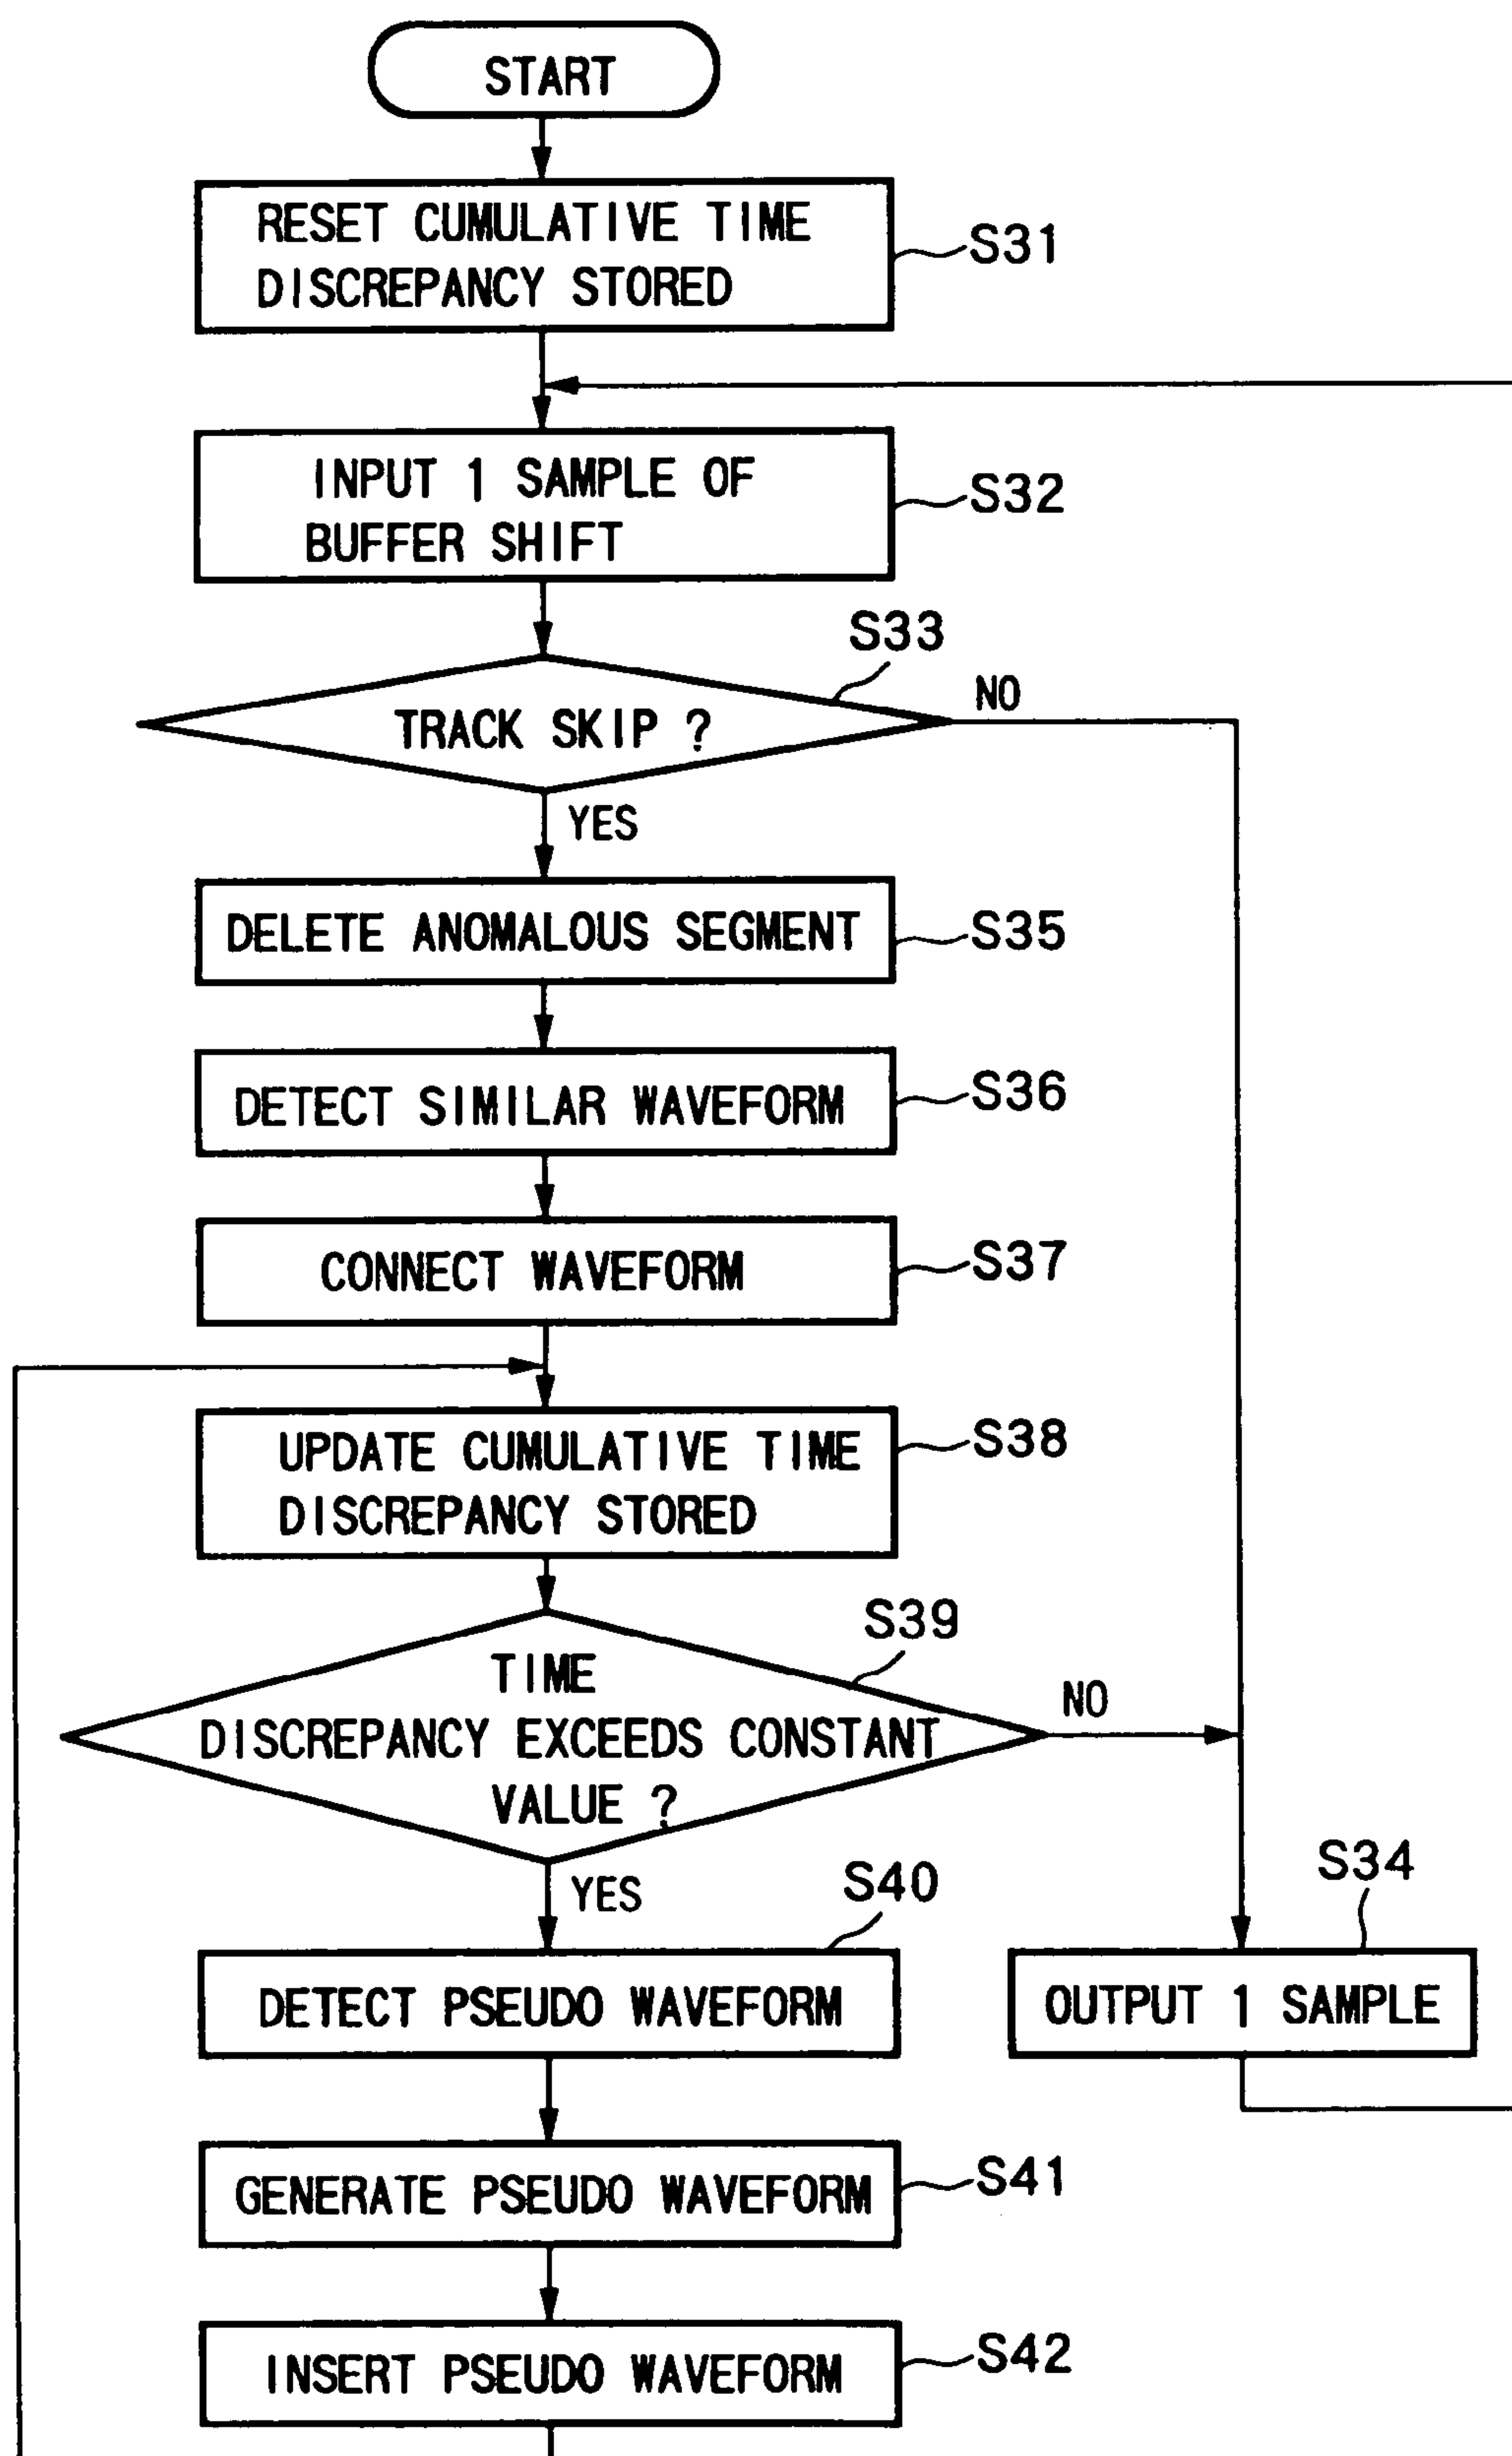 START
RESET CUMULATIVE TIME
DISCREPANCY STORED
S31
INPUT 1 SAMPLE OF
BUFFER SHIFT
S32
S33
TRACK SKIP ?
NO
YES
DELETE ANOMALOUS SEGMENT
S35
DETECT SIMILAR WAVEFORM
S36
CONNECT WAVEFORM
S37
UPDATE CUMULATIVE TIME
DISCREPANCY STORED
S38
S39
TIME
DISCREPANCY EXCEEDS CONSTANT
VALUE ?
NO
YES
S40
DETECT PSEUDO WAVEFORM
S34
OUTPUT 1 SAMPLE
GENERATE PSEUDO WAVEFORM
S41
INSERT PSEUDO WAVEFORM
S42